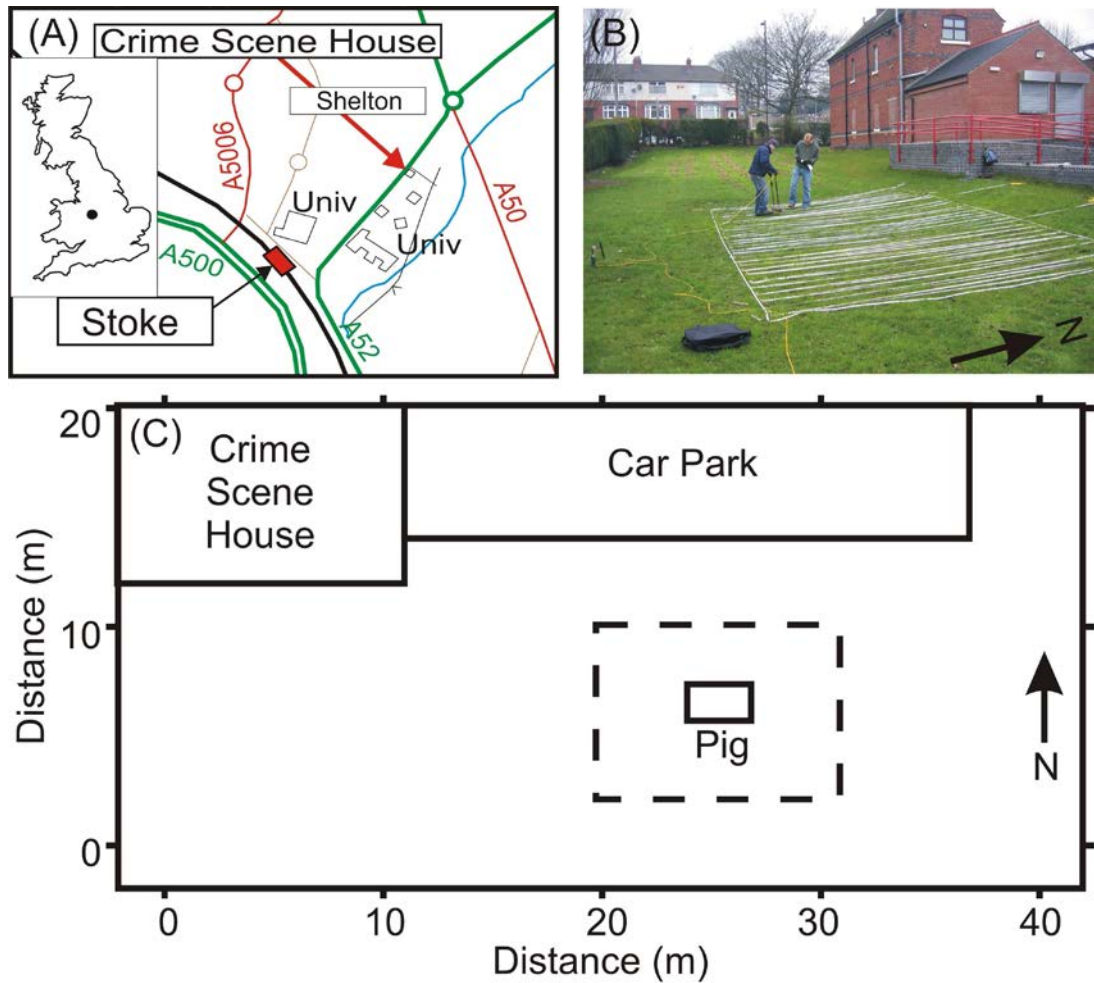 (A)
Crime Scene House
Shelton
A5006
A50
Univ
Univ
A500
Stoke
A52
(B)
N
(C)
Crime
Scene
House
Car Park
Pig
N
20
10
0
Distance (m)
0
10
20
30
40
Distance (m)